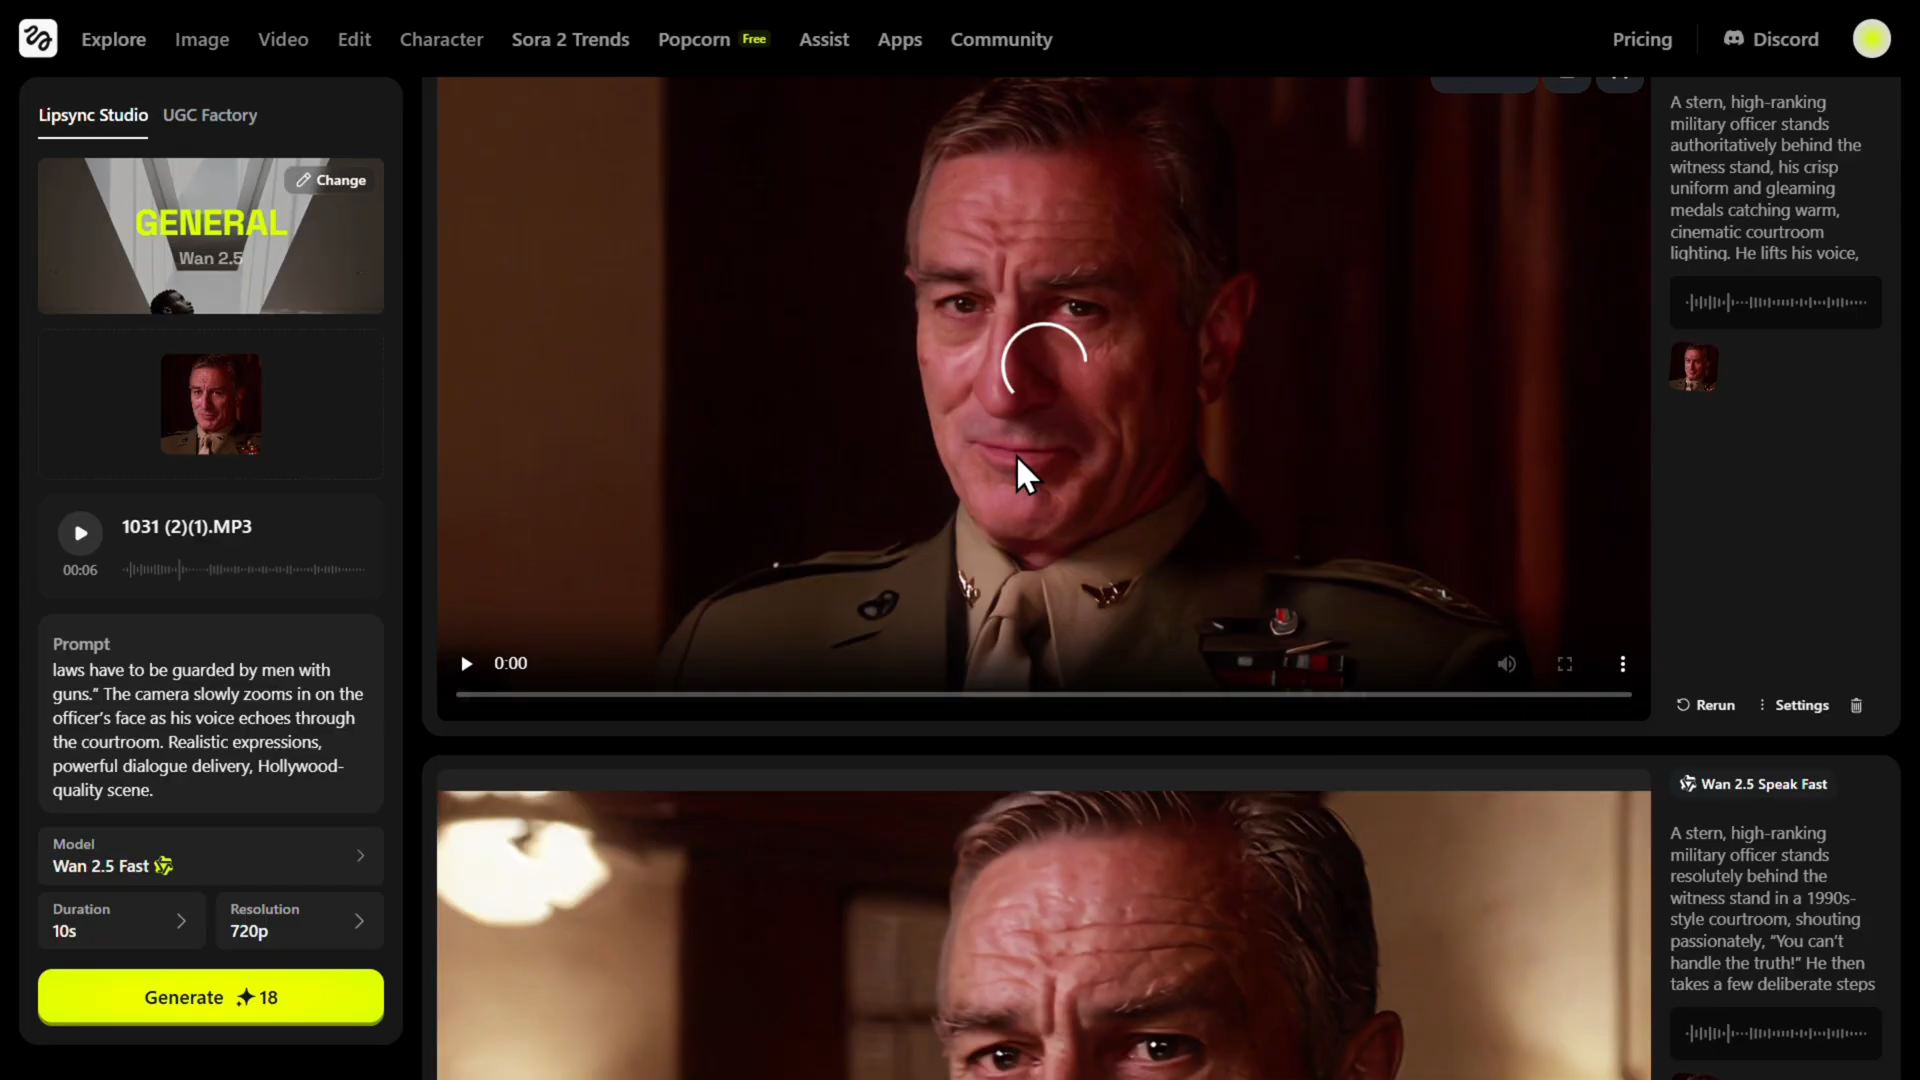 Explore
Image
Video
Edit
Character
Sora 2 Trends
Popcorn Free
Assist
Apps
Community
Pricing
Discord
Lipsync Studio
UGC Factory
Change
GENERAL
Wan 2.5
1031 (2)(1).MP3
00:06
Prompt
laws have to be guarded by men with
guns.” The camera slowly zooms in on the
officer’s face as his voice echoes through
the courtroom. Realistic expressions,
powerful dialogue delivery, Hollywood-
quality scene.
Model
Wan 2.5 Fast
Duration
10s
Resolution
720p
Generate 18
0:00
A stern, high-ranking
military officer stands
authoritatively behind the
witness stand, his crisp
uniform and gleaming
medals catching warm,
cinematic courtroom
lighting. He lifts his voice,
Rerun
Settings
Wan 2.5 Speak Fast
A stern, high-ranking
military officer stands
resolutely behind the
witness stand in a 1990s-
style courtroom, shouting
passionately, “You can’t
handle the truth!” He then
takes a few deliberate steps